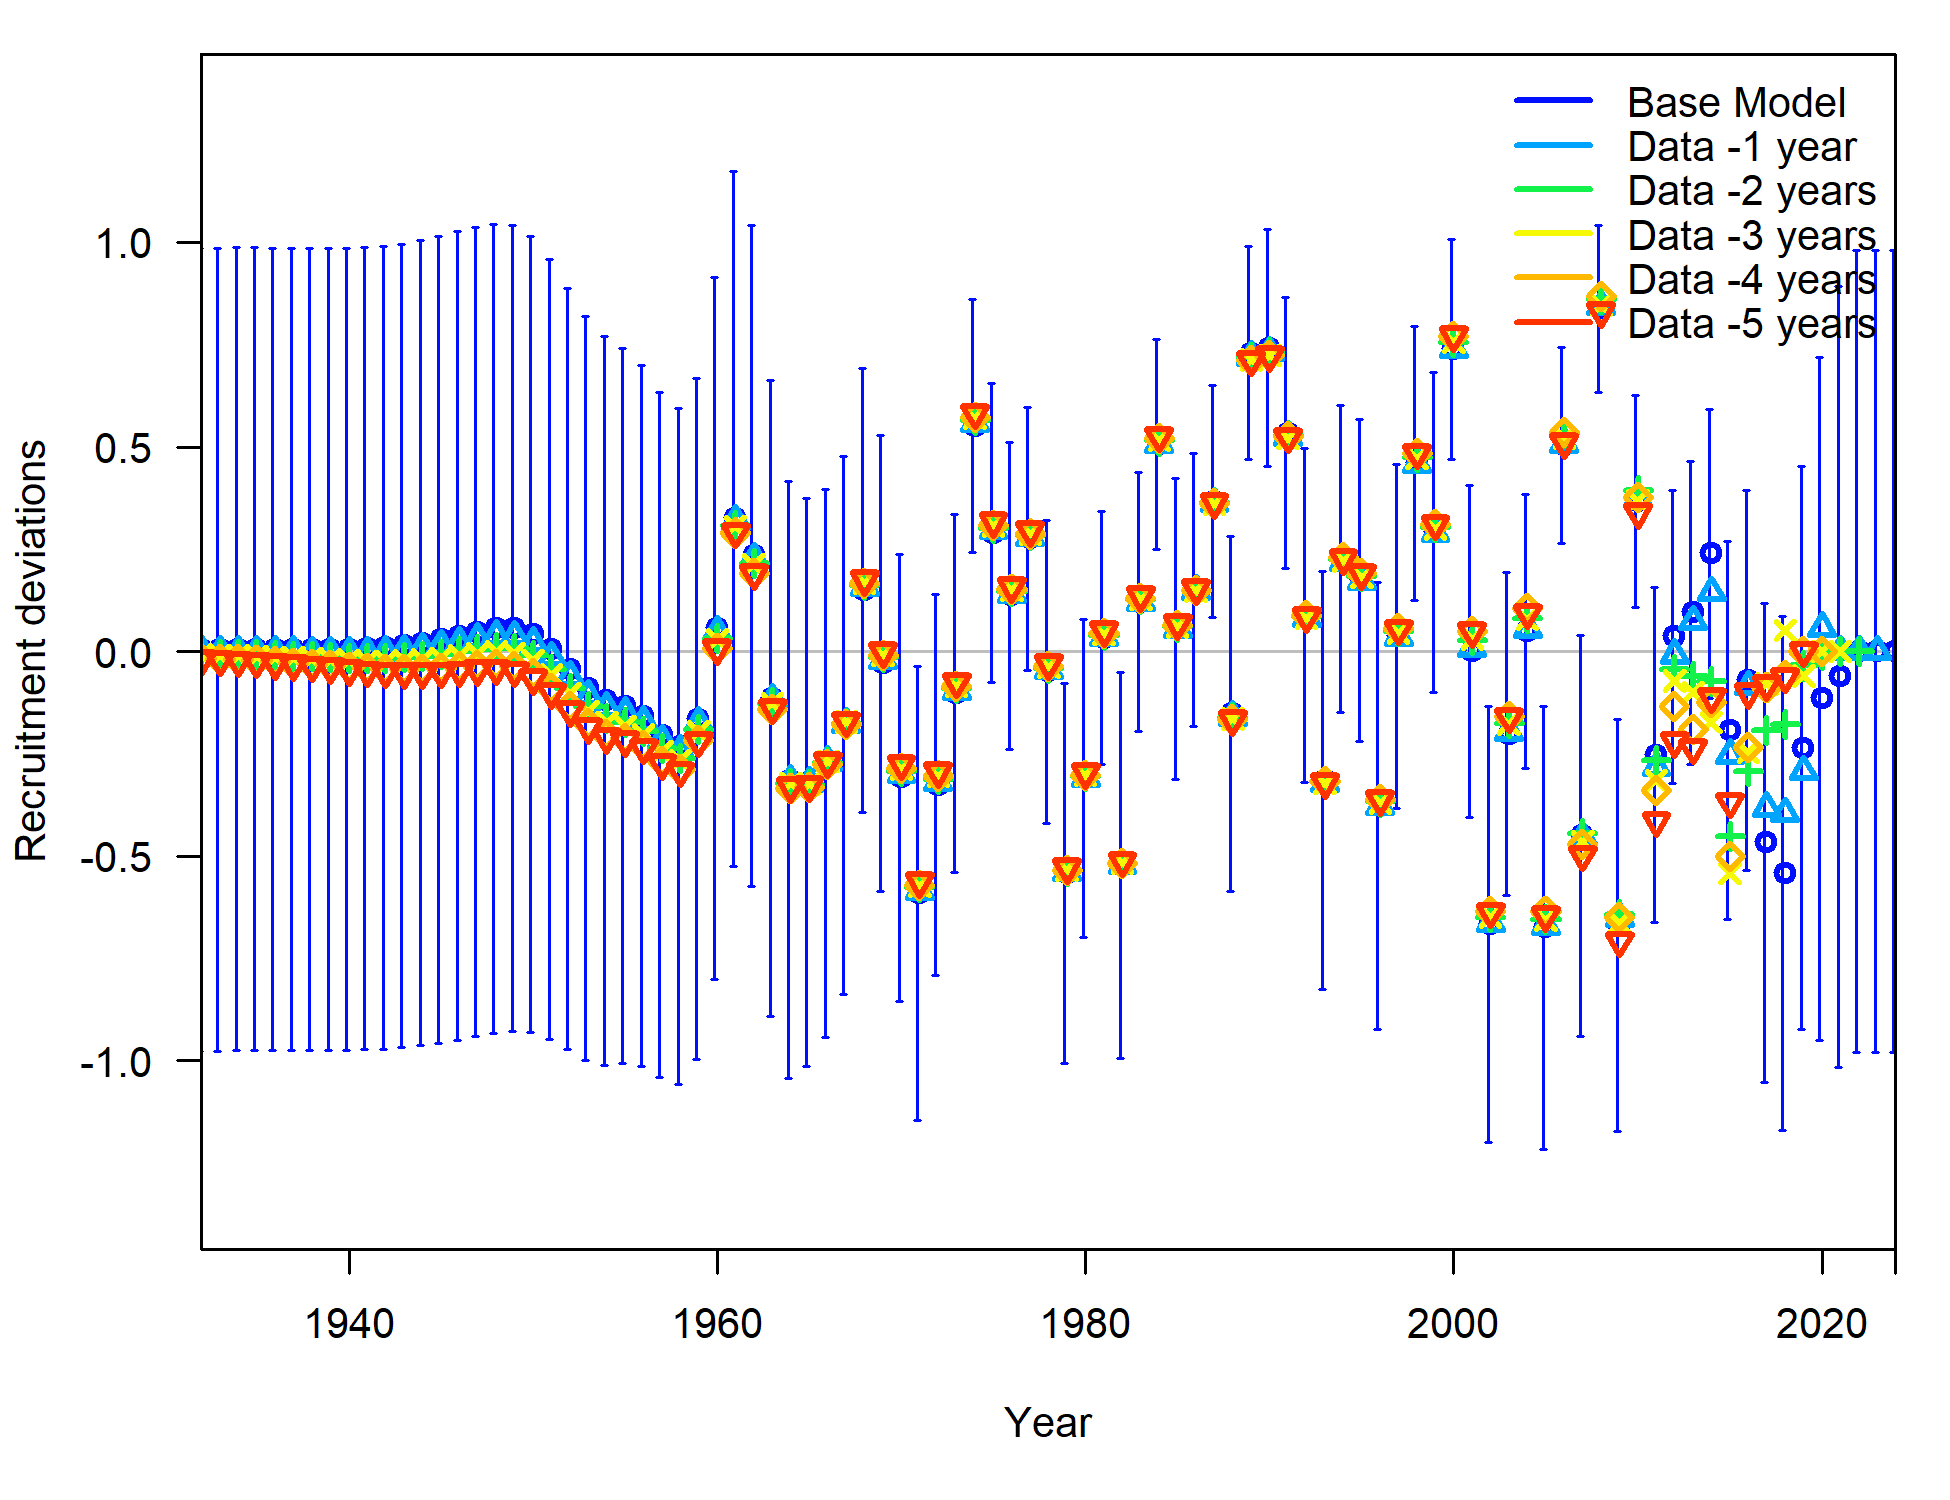 Base Model
Data -1 year
Data -2 years
Data -3 years
Data -4 years
Data -5 years
Recruitment deviations
1.0
0.5
0.0
-0.5
-1.0
1940 1960 1980 2000 2020
Year